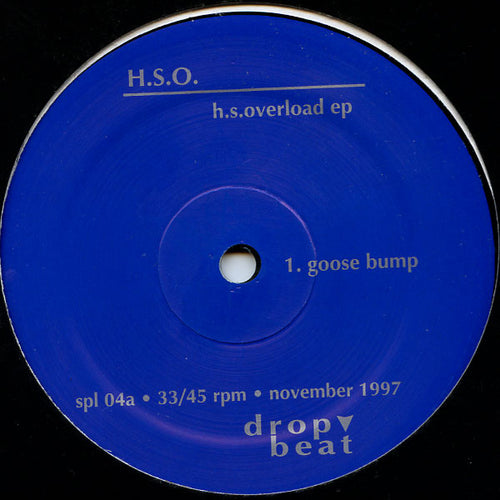 H.S.O.
h.s.overload ep
1. goose bump
spl 04a • 33/45 rpm • november 1997
drop
beat